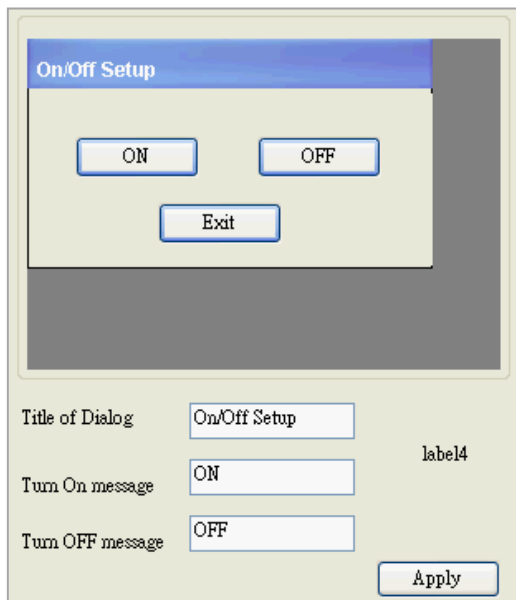 On/Off Setup
ON OFF
Exit
Title of Dialog On/Off Setup
label4
Turn On message ON
Turn OFF message OFF
Apply